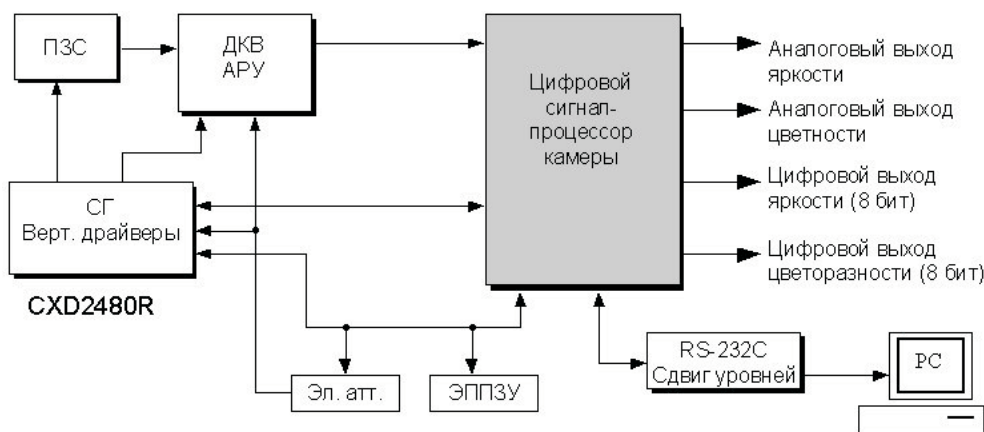 ПЗС
ДКВ
АРУ
Цифровой
сигнал-
процессор
камеры
Аналоговый выход
яркости
Аналоговый выход
цветности
Цифровой выход
яркости (8 бит)
Цифровой выход
цветоразности (8 бит)
СГ
Верт. драйверы
CXD2480R
Эл. атт.
ЭППЗУ
RS-232C
Сдвиг уровней
PC